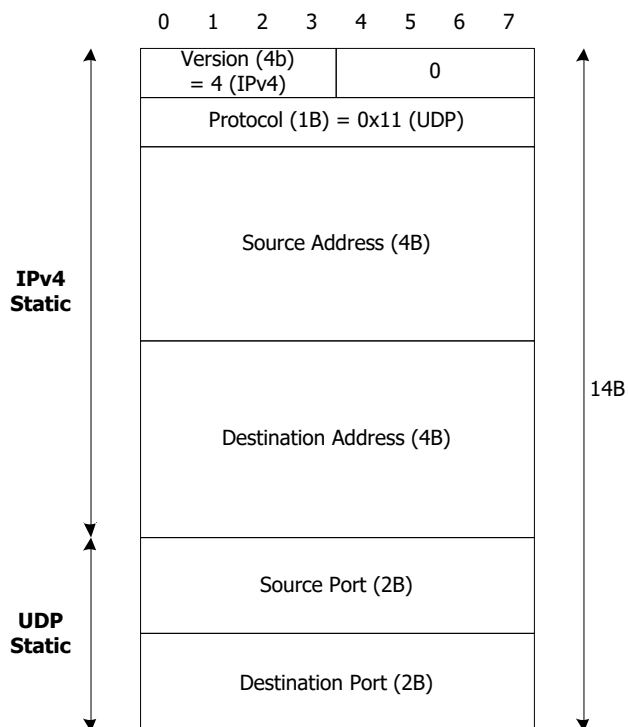 0 1 2 3 4 5 6 7
Version (4b)
= 4 (IPv4)
0
Protocol (1B) = 0x11 (UDP)
Source Address (4B)
IPv4
Static
Destination Address (4B)
14B
Source Port (2B)
UDP
Static
Destination Port (2B)